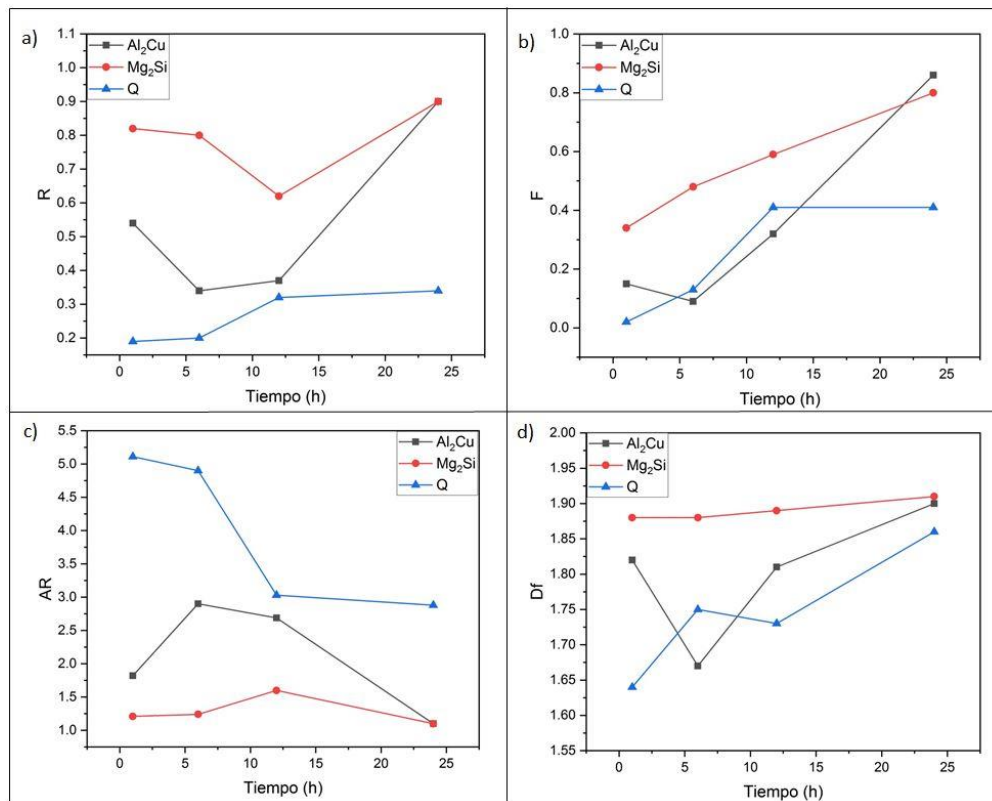 a)
Al₂Cu
Mg₂Si
Q
1.1
1.0
0.9
0.8
0.7
0.6
0.5
0.4
0.3
0.2
R
0 5 10 15 20 25
Tiempo (h)
b)
Al₂Cu
Mg₂Si
Q
0.8
0.6
0.4
0.2
0.0
F
0 5 10 15 20 25
Tiempo (h)
c)
Al₂Cu
Mg₂Si
Q
5.5
5.0
4.5
4.0
3.5
3.0
2.5
2.0
1.5
1.0
AR
0 5 10 15 20 25
Tiempo (h)
d)
Al₂Cu
Mg₂Si
Q
2.00
1.95
1.90
1.85
1.80
1.75
1.70
1.65
1.60
1.55
Df
0 5 10 15 20 25
Tiempo (h)